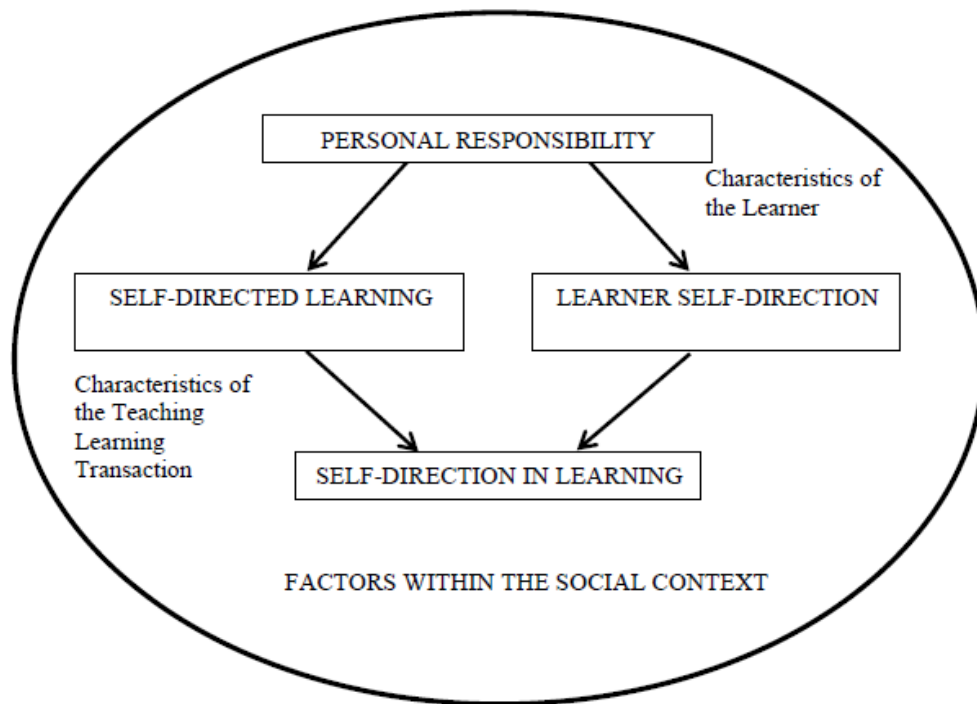 PERSONAL RESPONSIBILITY
Characteristics of
the Learner
SELF-DIRECTED LEARNING
LEARNER SELF-DIRECTION
Characteristics of
the Teaching
Learning
Transaction
SELF-DIRECTION IN LEARNING
FACTORS WITHIN THE SOCIAL CONTEXT